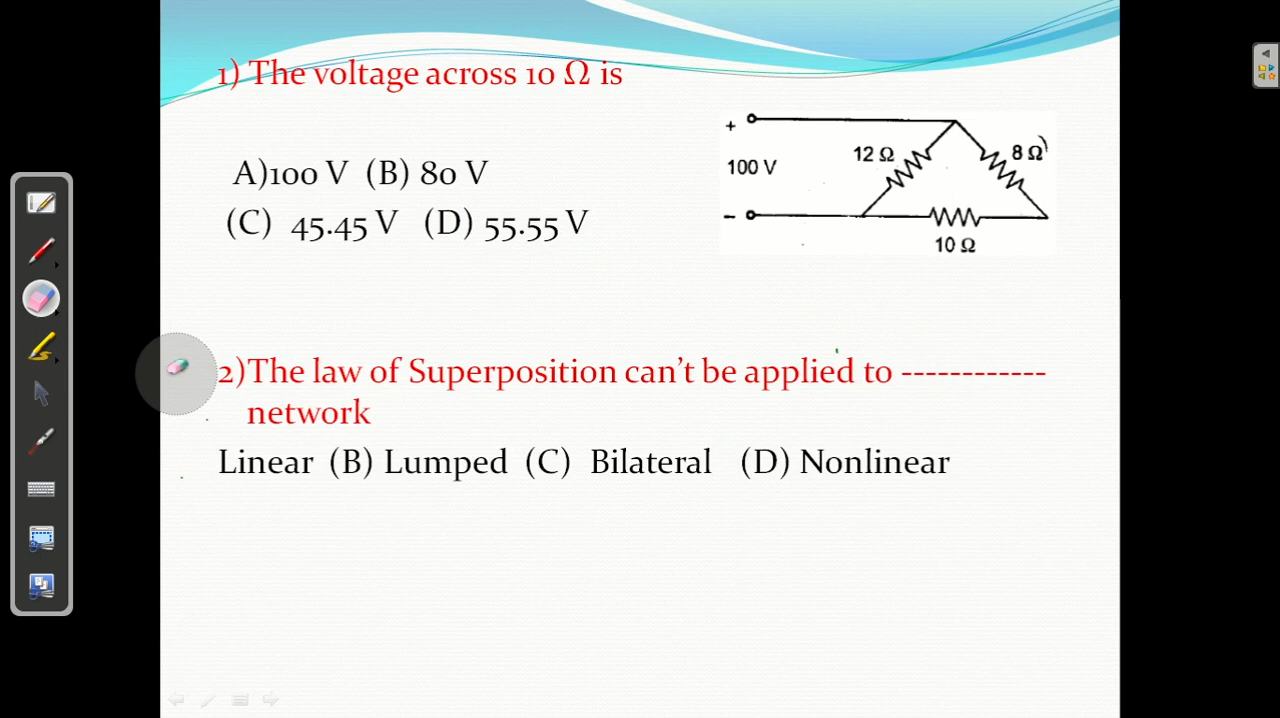 1) The voltage across 10 Ω is
A)100 V (B) 80 V
(C) 45.45 V (D) 55.55 V
+
12 Ω
8 Ω
100 V
–
10 Ω
2)The law of Superposition can't be applied to ------------
network
Linear (B) Lumped (C) Bilateral (D) Nonlinear